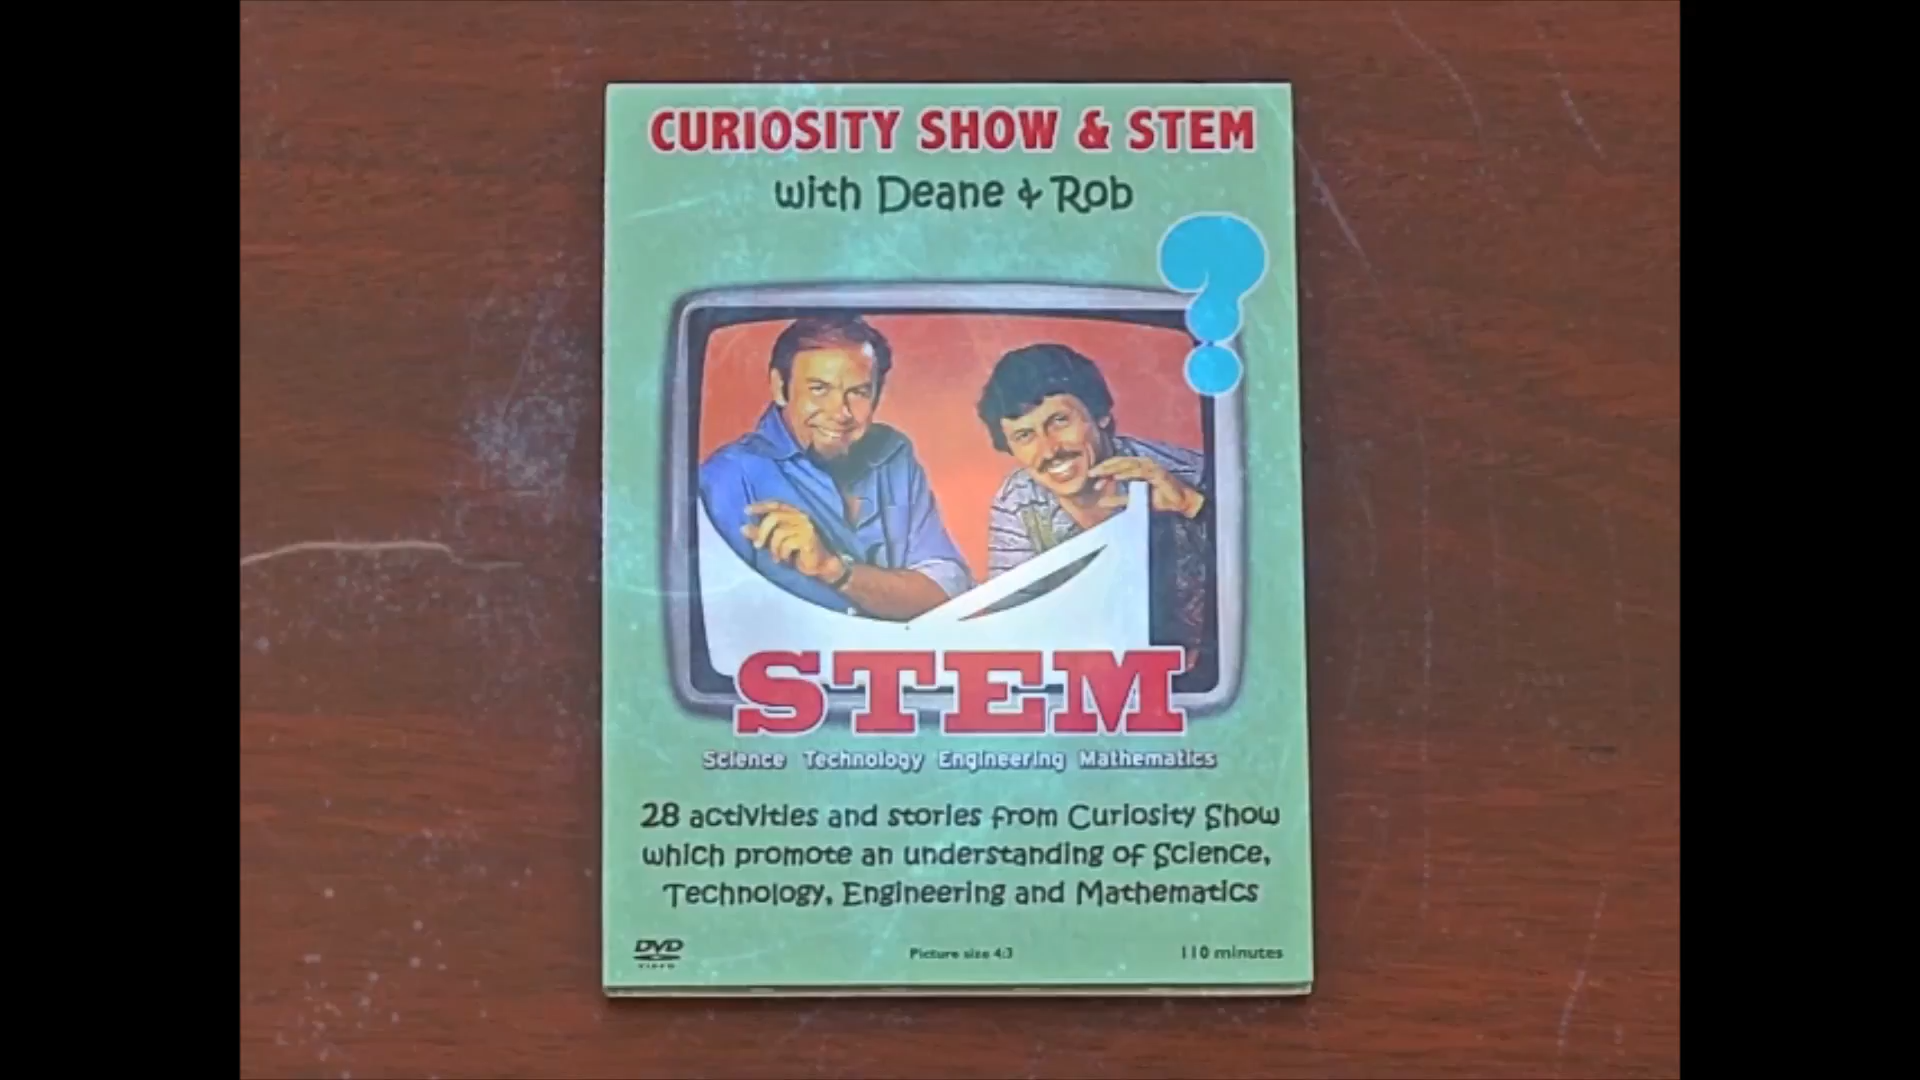 CURIOSITY SHOW & STEM
with Deane & Rob
?
STEM
Science Technology Engineering Mathematics
28 activities and stories from Curiosity Show
which promote an understanding of Science,
Technology, Engineering and Mathematics
DVD
VIDEO
Picture size 4:3
110 minutes